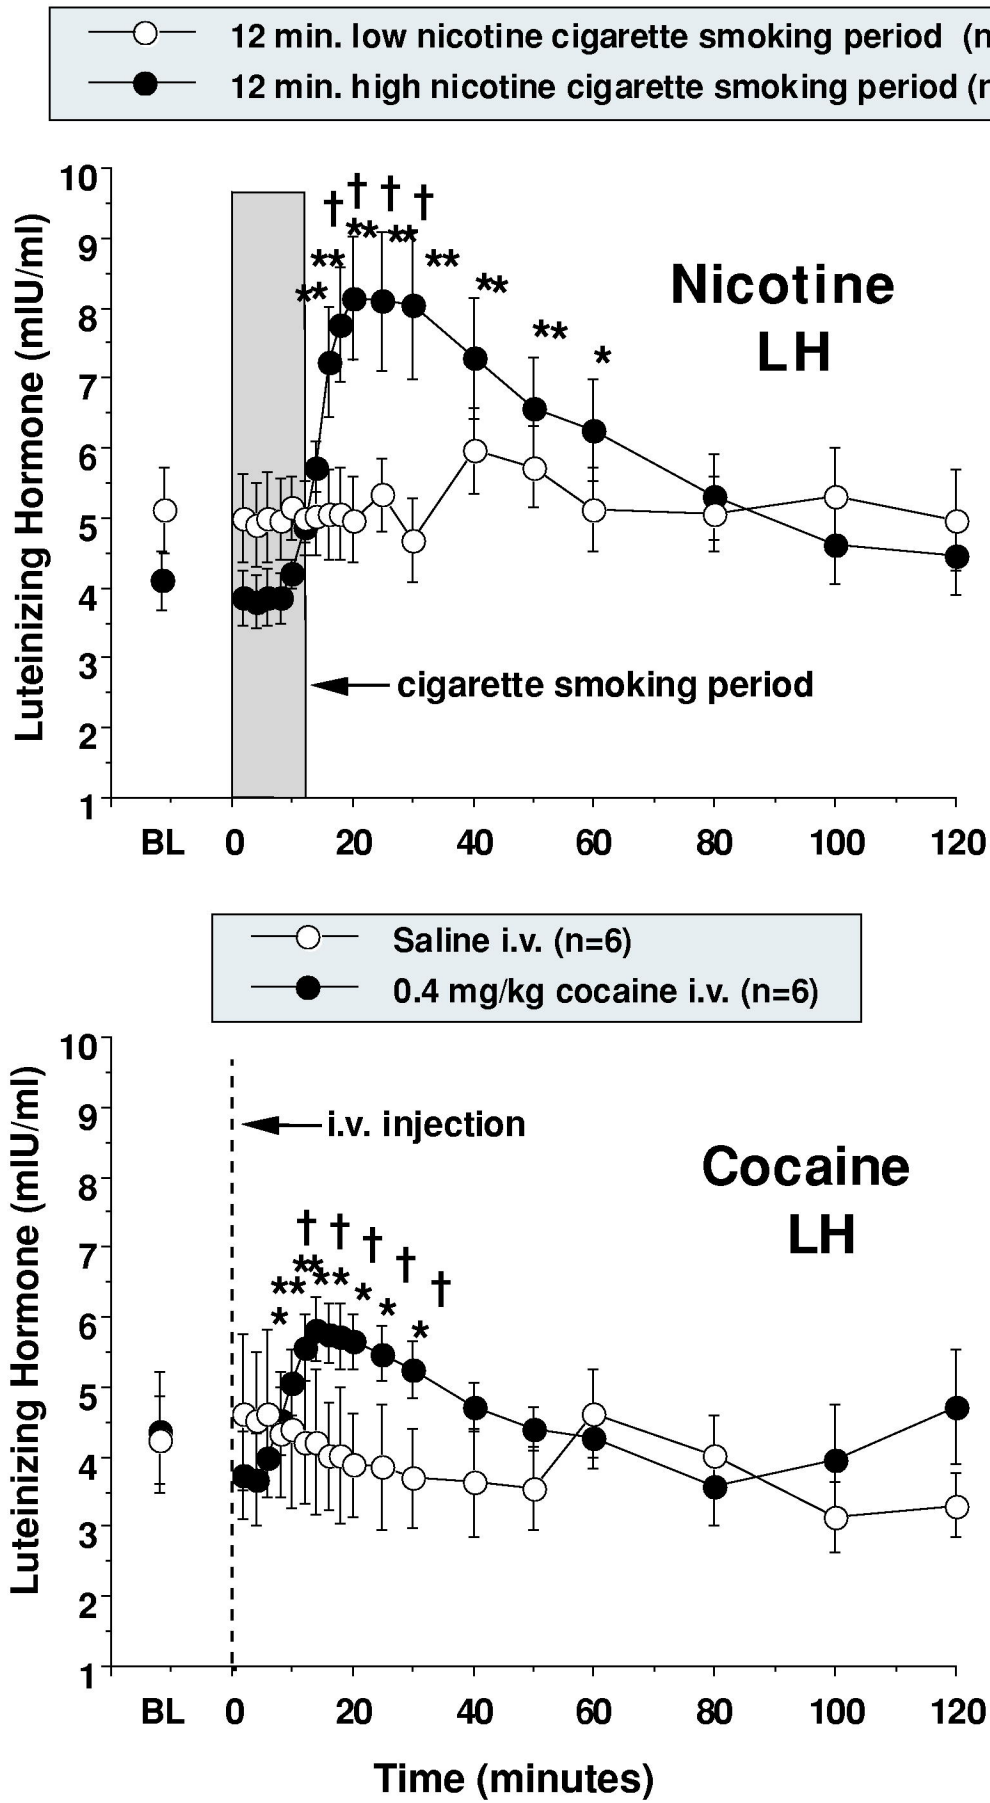 12 min. low nicotine cigarette smoking period (n
12 min. high nicotine cigarette smoking period (n
Luteinizing Hormone (mIU/ml)
10
9
8
7
6
5
4
3
2
1
† † † †
** ** ** ** ** ** ** *
Nicotine
LH
cigarette smoking period
BL 0 20 40 60 80 100 120
Saline i.v. (n=6)
0.4 mg/kg cocaine i.v. (n=6)
Luteinizing Hormone (mIU/ml)
10
9
8
7
6
5
4
3
2
1
i.v. injection
Cocaine
LH
† † † † †
* ** ** * * * * *
BL 0 20 40 60 80 100 120
Time (minutes)